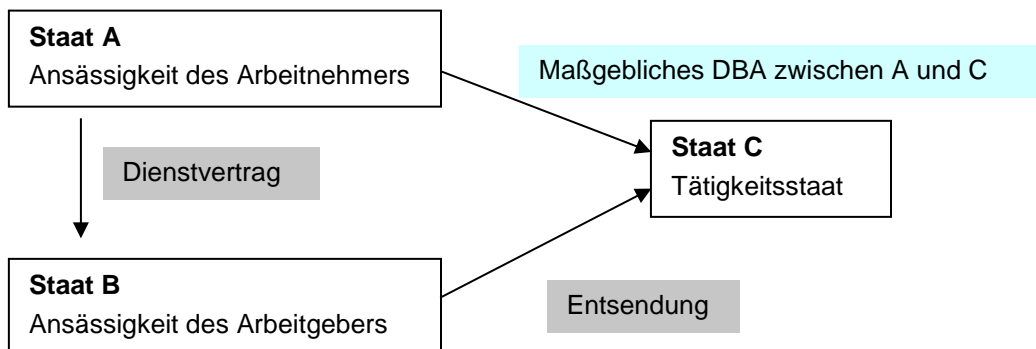 Staat A
Ansässigkeit des Arbeitnehmers
Maßgebliches DBA zwischen A und C
Staat C
Tätigkeitsstaat
Dienstvertrag
Staat B
Ansässigkeit des Arbeitgebers
Entsendung